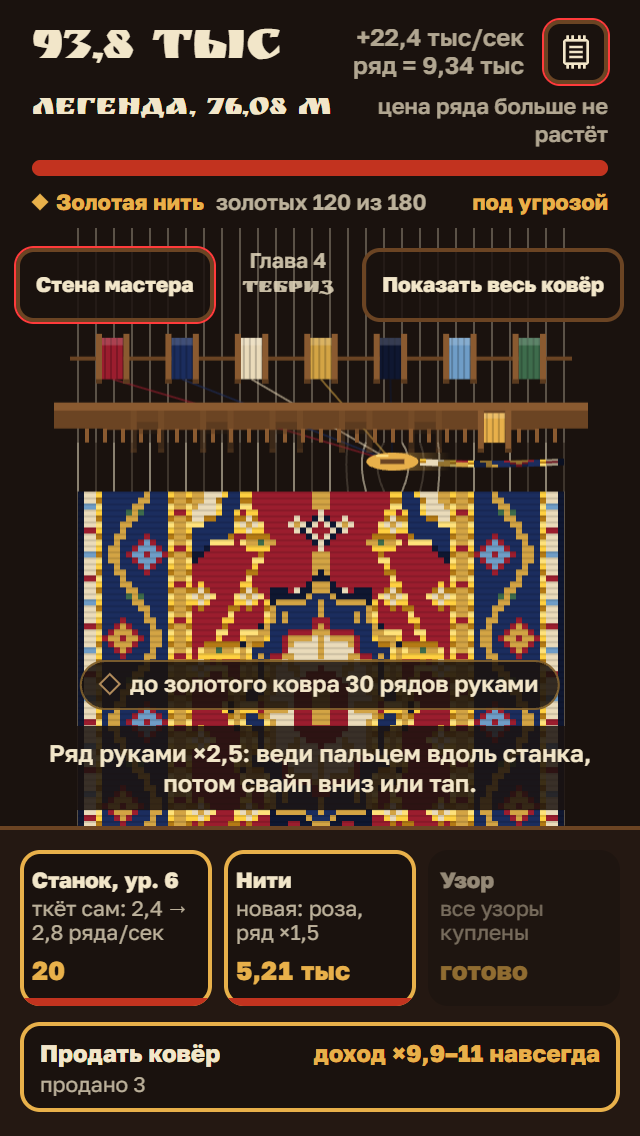 93,8 ТЫС
+22,4 тыс/сек
ряд = 9,34 тыс
ЛЕГЕНДА, 76,08 М
цена ряда больше не
растёт
Золотая нить золотых 120 из 180 под угрозой
Стена мастера
Глава 4
ТЕБРИЗ
Показать весь ковёр
до золотого ковра 30 рядов руками
Ряд руками ×2,5: веди пальцем вдоль станка,
потом свайп вниз или тап.
Станок, ур. 6
ткёт сам: 2,4 →
2,8 ряда/сек
20
Нити
новая: роза,
ряд ×1,5
5,21 тыс
Узор
все узоры
куплены
готово
Продать ковёр
доход ×9,9–11 навсегда
продано 3